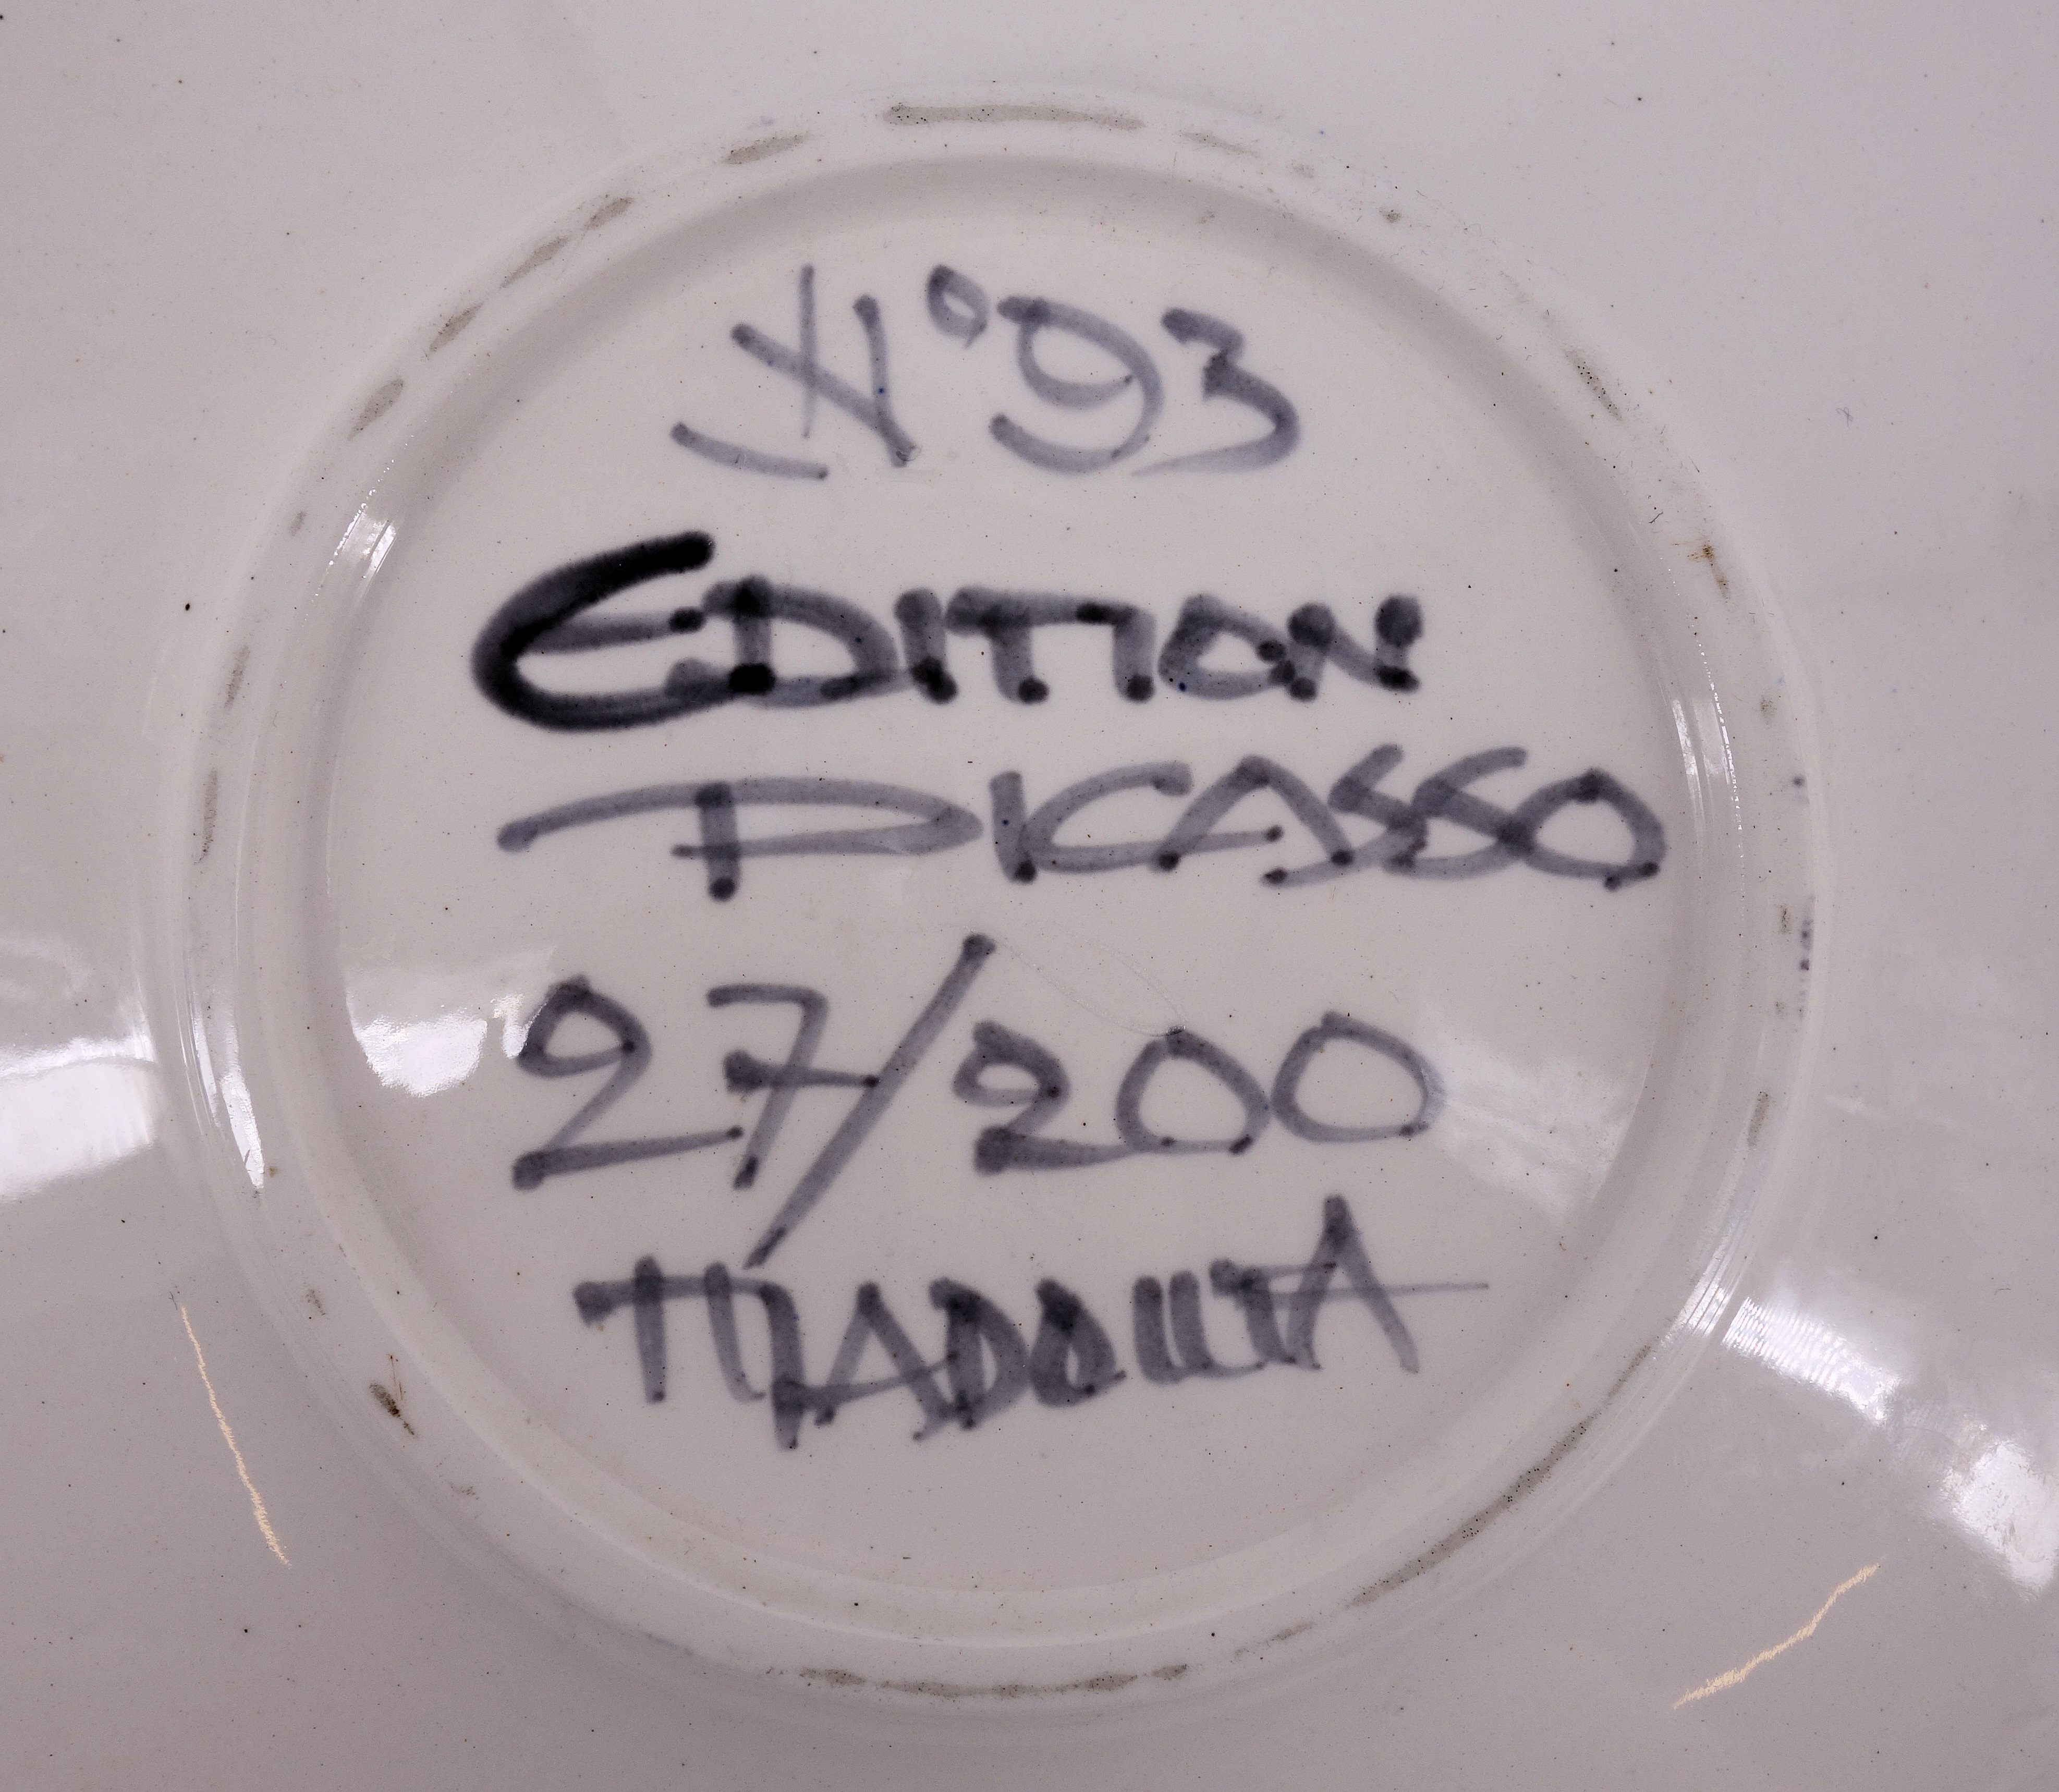 N°93
EDITION
PICASSO
27/200
MADOURA